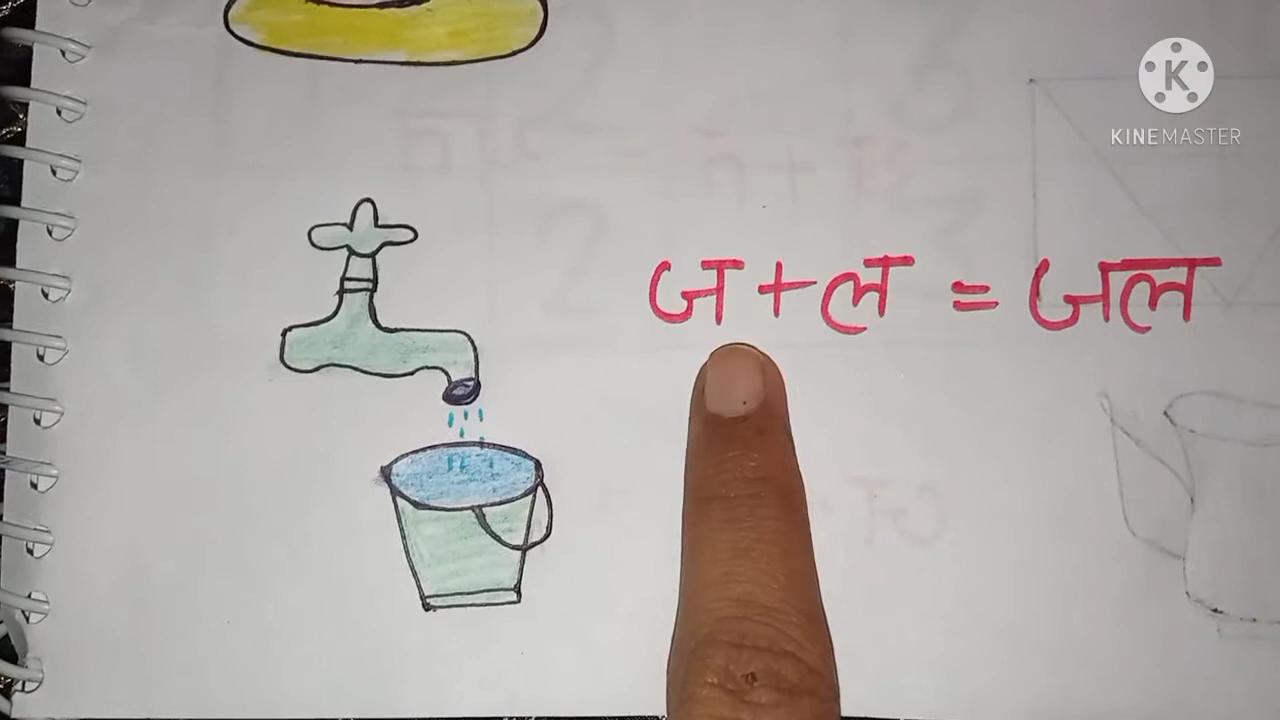 K
KINEMASTER
ज + ल = जल